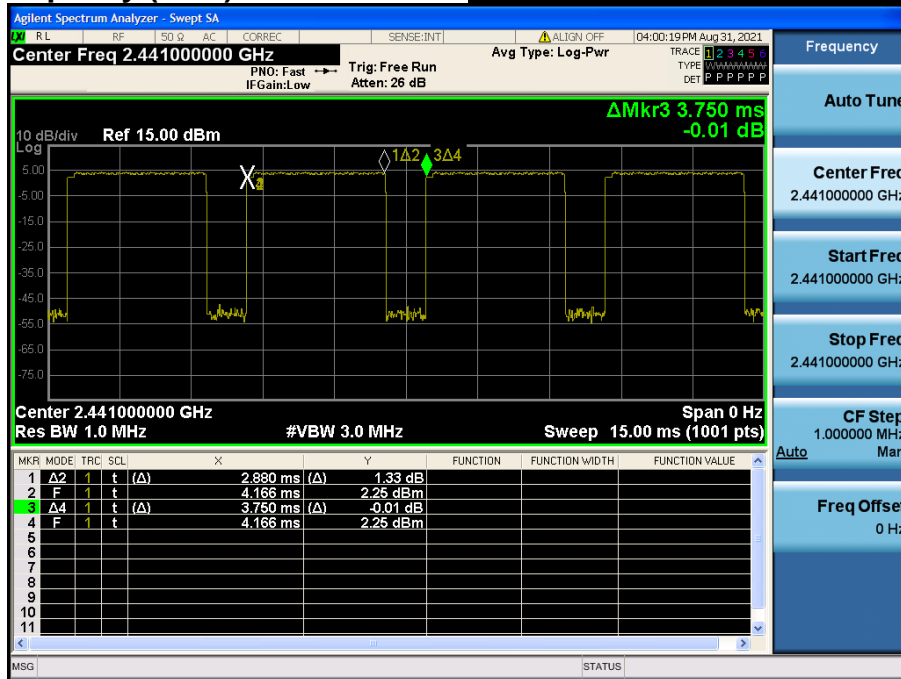 Agilent Spectrum Analyzer - Swept SA
LXI RL RF 50 Ω AC CORREC SENSE:INT ALIGN OFF 04:00:19 PM Aug 31, 2021
Center Freq 2.441000000 GHz
PNO: Fast
IFGain:Low
Trig: Free Run
Atten: 26 dB
Avg Type: Log-Pwr
TRACE 1 2 3 4 5 6
TYPE
DET P P P P P P
ΔMkr3 3.750 ms
-0.01 dB
10 dB/div Ref 15.00 dBm
Log
1Δ2 3Δ4
X
5.00
-5.00
-15.0
-25.0
-35.0
-45.0
-55.0
-65.0
-75.0
Center 2.441000000 GHz Span 0 Hz
Res BW 1.0 MHz #VBW 3.0 MHz Sweep 15.00 ms (1001 pts)
MKR MODE TRC SCL X Y FUNCTION FUNCTION WIDTH FUNCTION VALUE
1 Δ2 1 t (Δ) 2.880 ms (Δ) 1.33 dB
2 F 1 t 4.166 ms 2.25 dBm
3 Δ4 1 t (Δ) 3.750 ms (Δ) -0.01 dB
4 F 1 t 4.166 ms 2.25 dBm
5
6
7
8
9
10
11
MSG STATUS
Frequency
Auto Tune
Center Freq
2.441000000 GHz
Start Freq
2.441000000 GHz
Stop Freq
2.441000000 GHz
CF Step
1.000000 MHz
Auto Man
Freq Offset
0 Hz